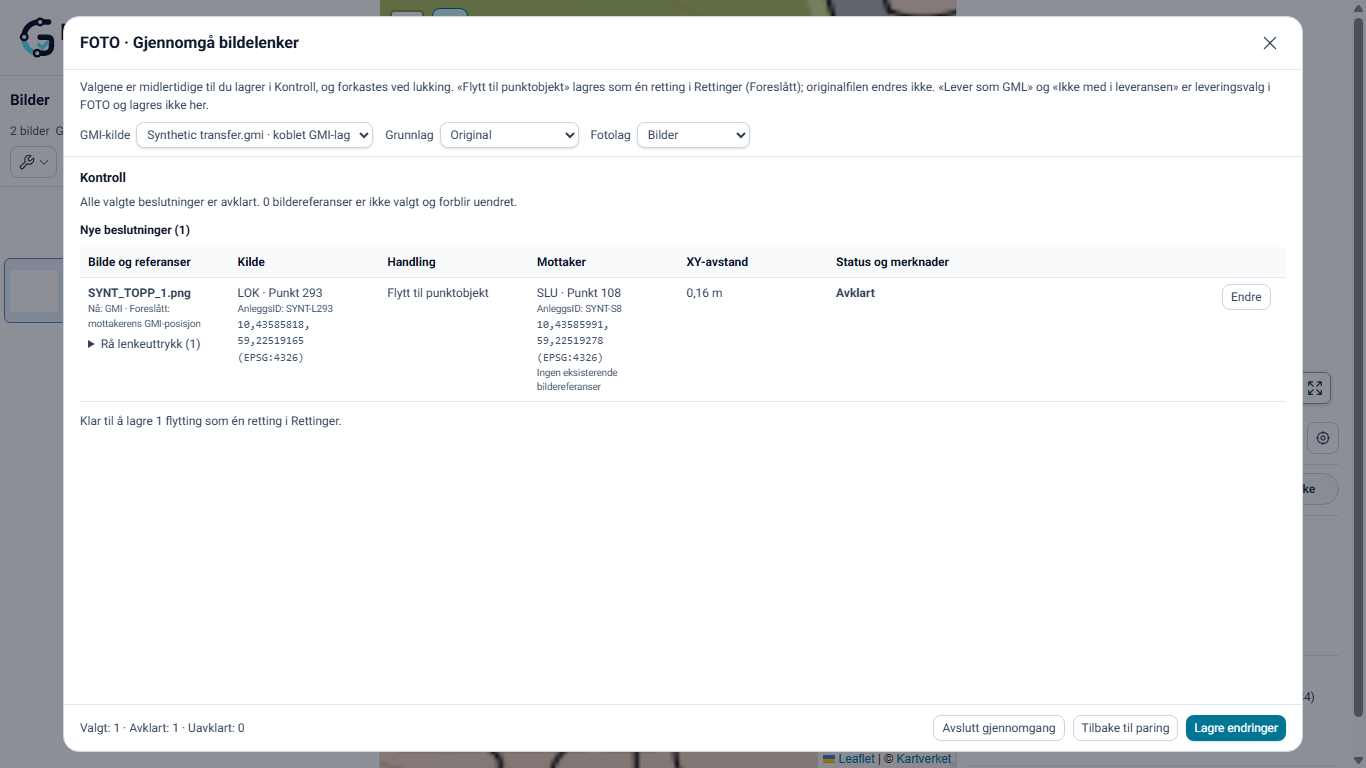 FOTO · Gjennomgå bildelenker
Valgene er midlertidige til du lagrer i Kontroll, og forkastes ved lukking. «Flytt til punktobjekt» lagres som én retting i Rettinger (Foreslått); originalfilen endres ikke. «Lever som GML» og «Ikke med i leveransen» er leveringsvalg i
FOTO og lagres ikke her.
GMI-kilde Synthetic transfer.gmi · koblet GMI-lag Grunnlag Original Fotolag Bilder
Bilder
2 bilder G
Kontroll
Alle valgte beslutninger er avklart. 0 bildereferanser er ikke valgt og forblir uendret.
Nye beslutninger (1)
Bilde og referanser Kilde Handling Mottaker XY-avstand Status og merknader
SYNT_TOPP_1.png
Nå: GMI · Foreslått:
mottakerens GMI-posisjon
Rå lenkeuttrykk (1)
LOK · Punkt 293
AnleggsID: SYNT-L293
10,43585818,
59,22519165
(EPSG:4326)
Flytt til punktobjekt
SLU · Punkt 108
AnleggsID: SYNT-S8
10,43585991,
59,22519278
(EPSG:4326)
Ingen eksisterende
bildereferanser
0,16 m
Avklart
Endre
Klar til å lagre 1 flytting som én retting i Rettinger.
ke
4)
Valgt: 1 · Avklart: 1 · Uavklart: 0
Avslutt gjennomgang Tilbake til paring Lagre endringer
Leaflet | © Kartverket